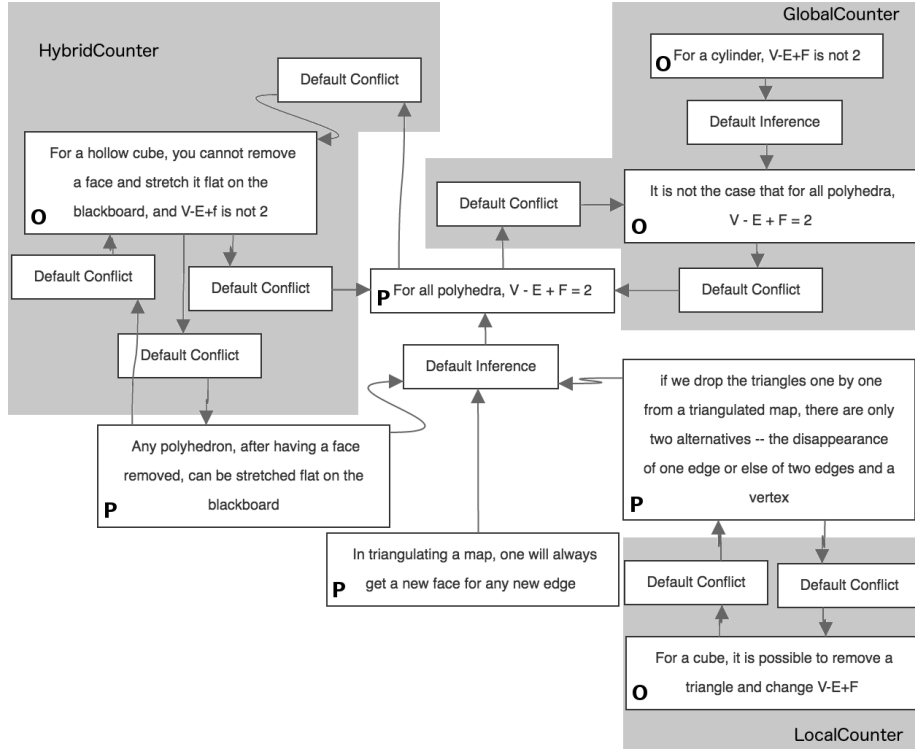 GlobalCounter
HybridCounter
O For a cylinder, V-E+F is not 2
Default Conflict
Default Inference
For a hollow cube, you cannot remove
a face and stretch it flat on the
blackboard, and V-E+f is not 2
O
It is not the case that for all polyhedra,
V - E + F = 2
O
Default Conflict
Default Conflict
Default Conflict
P For all polyhedra, V - E + F = 2
Default Conflict
Default Conflict
Default Inference
if we drop the triangles one by one
from a triangulated map, there are only
two alternatives -- the disappearance
of one edge or else of two edges and a
vertex
P
Any polyhedron, after having a face
removed, can be stretched flat on the
blackboard
P
In triangulating a map, one will always
get a new face for any new edge
P
Default Conflict
Default Conflict
For a cube, it is possible to remove a
triangle and change V-E+F
O
LocalCounter